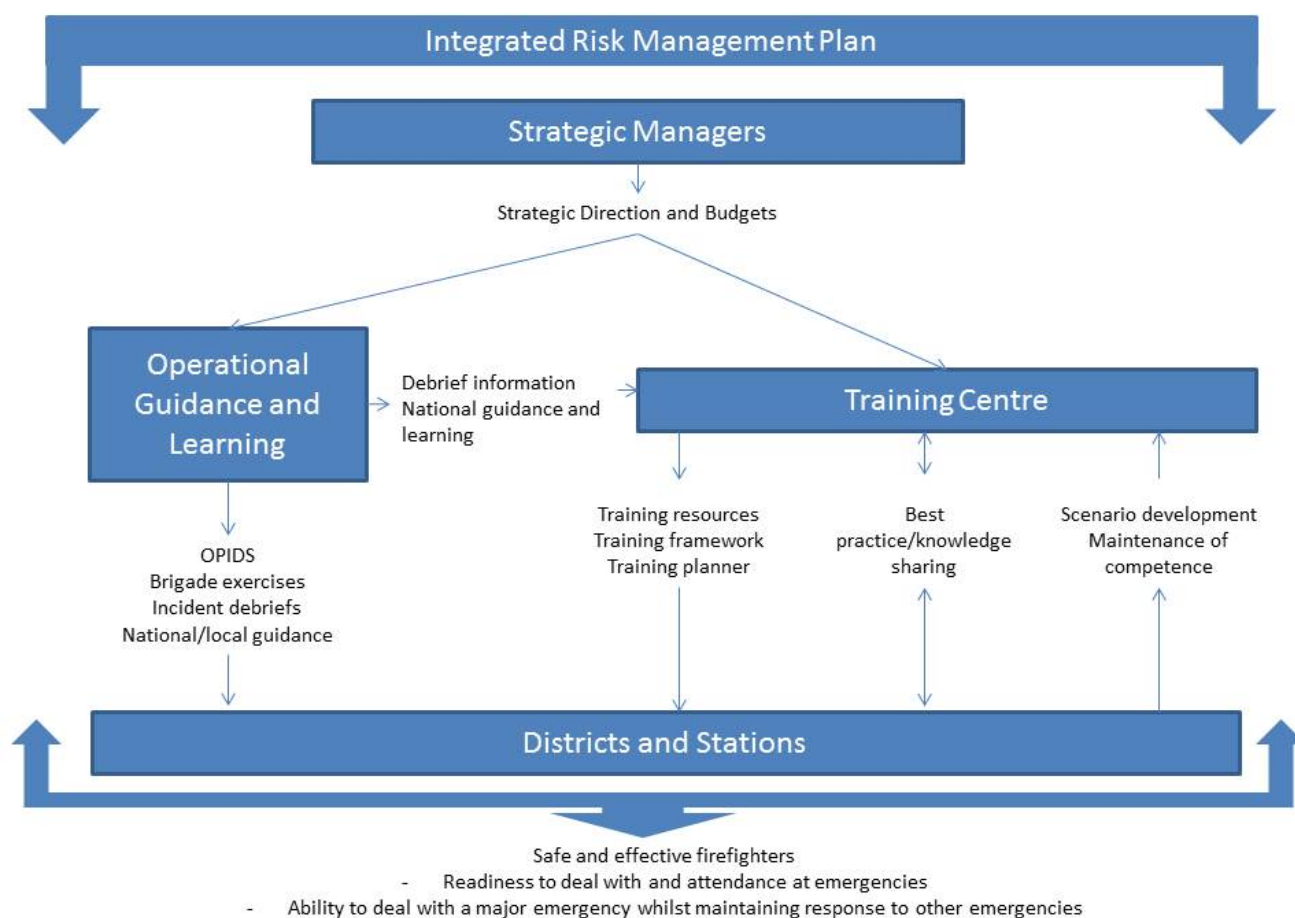 Integrated Risk Management Plan
Strategic Managers
Strategic Direction and Budgets
Operational
Guidance and
Learning
Debrief information
National guidance and
learning
Training Centre
OPIDS
Brigade exercises
Incident debriefs
National/local guidance
Training resources
Training framework
Training planner
Best
practice/knowledge
sharing
Scenario development
Maintenance of
competence
Districts and Stations
Safe and effective firefighters
- Readiness to deal with and attendance at emergencies
- Ability to deal with a major emergency whilst maintaining response to other emergencies